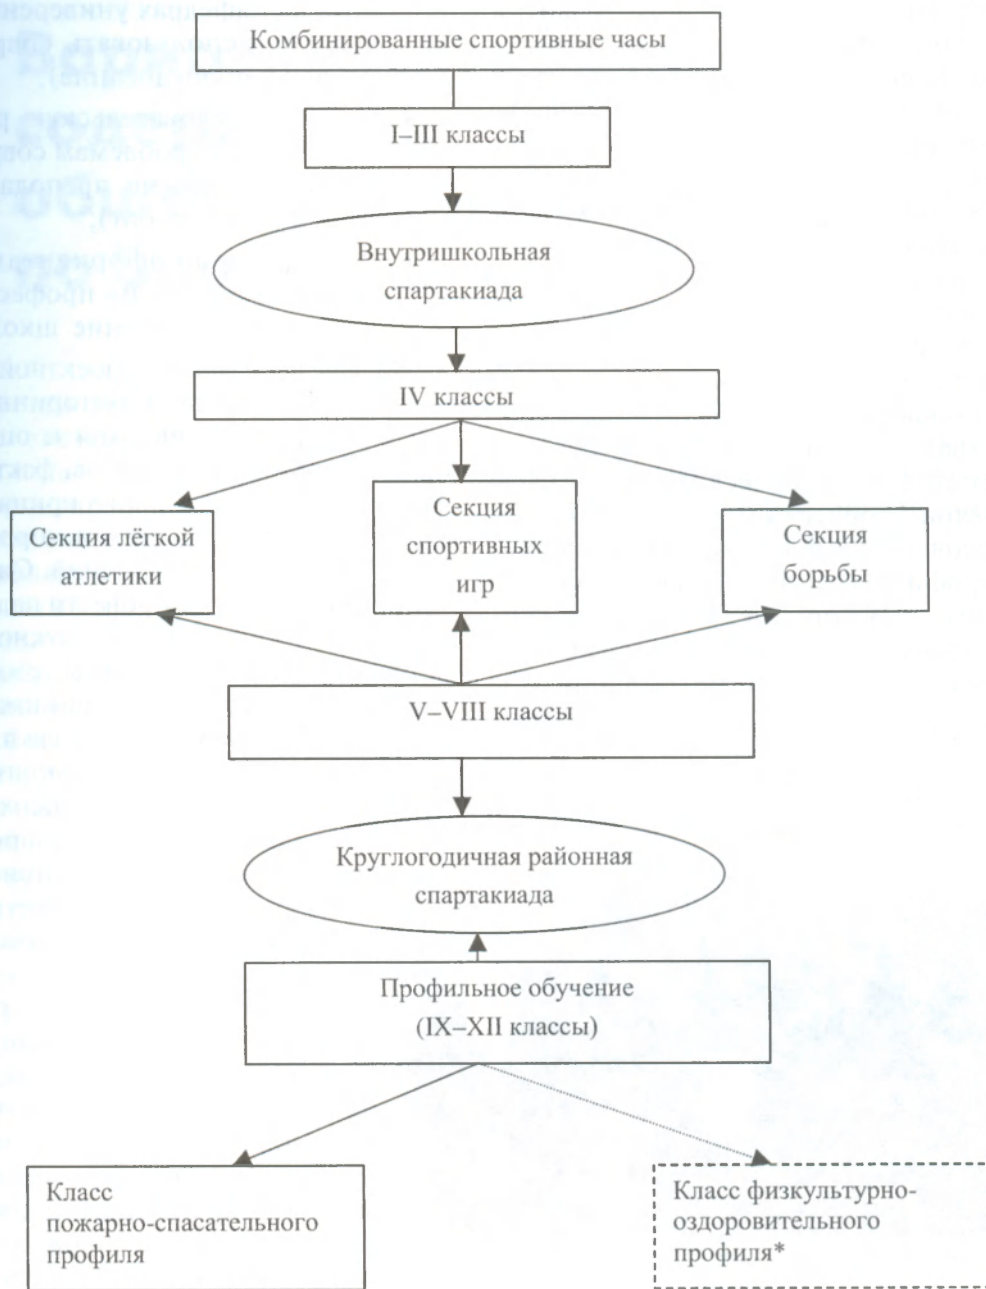 Комбинированные спортивные часы
I–III классы
Внутришкольная
спартакиада
IV классы
Секция лёгкой
атлетики
Секция
спортивных
игр
Секция
борьбы
V–VIII классы
Круглогодичная районная
спартакиада
Профильное обучение
(IX–XII классы)
Класс
пожарно-спасательного
профиля
Класс физкультурно-
оздоровительного
профиля*